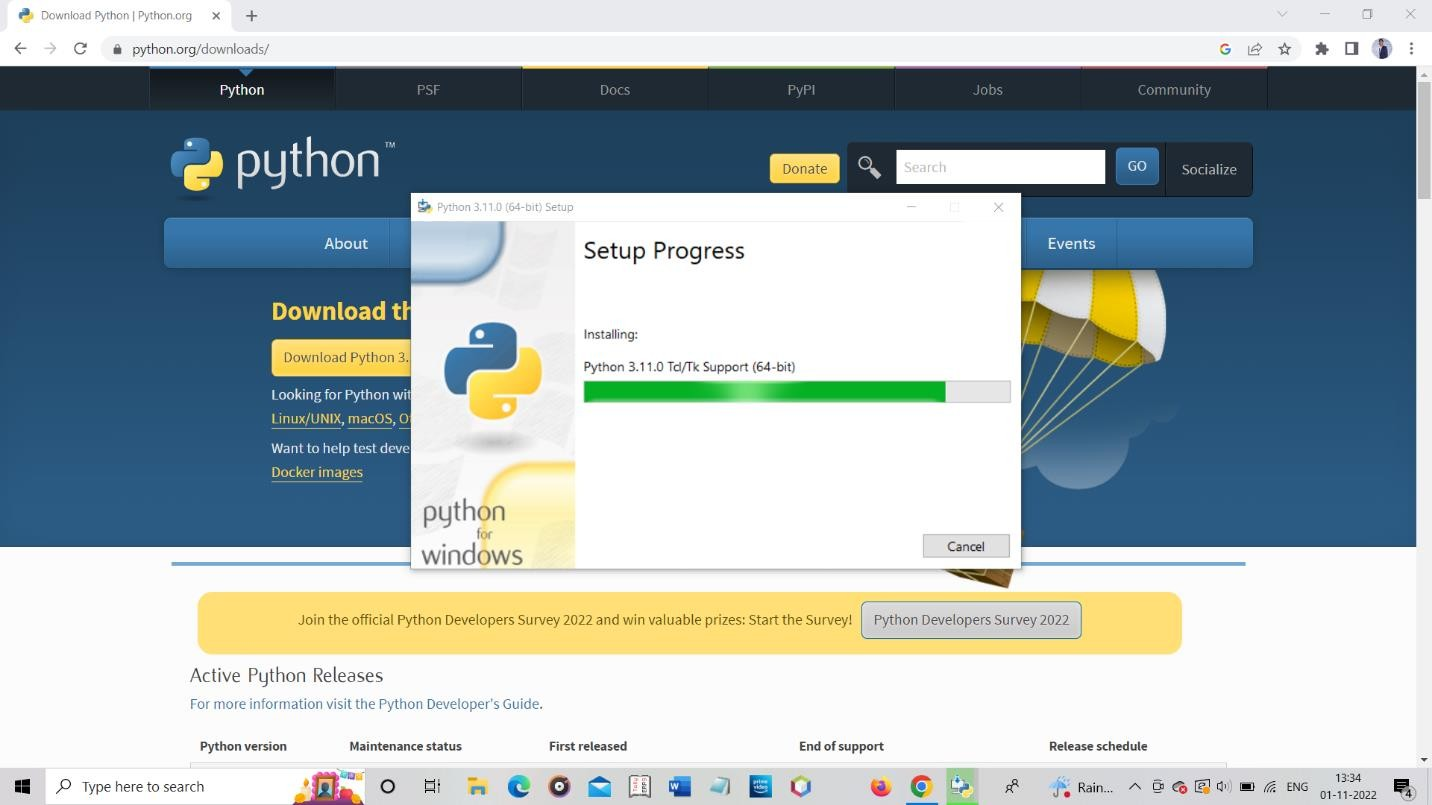 Download Python | Python.org
python.org/downloads/
Python PSF Docs PyPI Jobs Community
python™
Donate Search GO Socialize
Python 3.11.0 (64-bit) Setup
About Events
Setup Progress
Download th
Installing:
Download Python 3.
Python 3.11.0 Tcl/Tk Support (64-bit)
Looking for Python wit
Linux/UNIX, macOS, Ot
Want to help test deve
Docker images
python
for
windows
Cancel
Join the official Python Developers Survey 2022 and win valuable prizes: Start the Survey! Python Developers Survey 2022
Active Python Releases
For more information visit the Python Developer's Guide.
Python version Maintenance status First released End of support Release schedule
Type here to search
Rain... ENG
13:34
01-11-2022
4